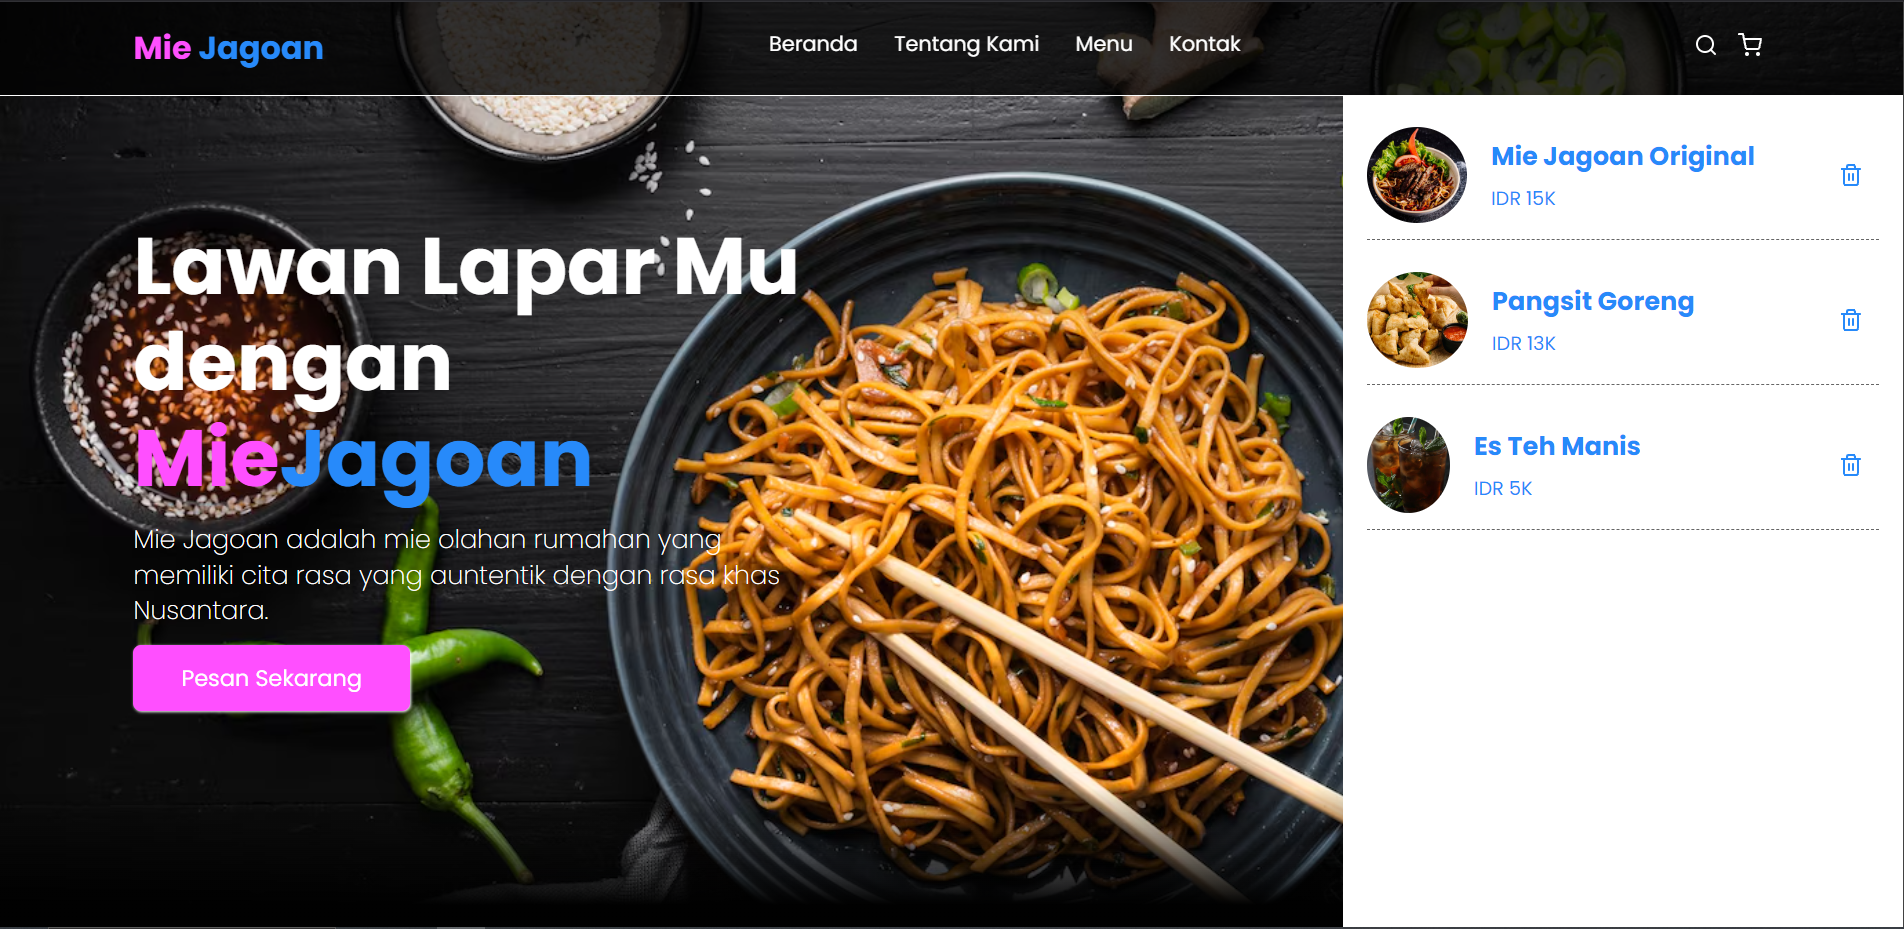 Mie Jagoan
Beranda
Tentang Kami
Menu
Kontak
Lawan Lapar Mu
dengan
MieJagoan
Mie Jagoan adalah mie olahan rumahan yang
memiliki cita rasa yang auntentik dengan rasa khas
Nusantara.
Pesan Sekarang
Mie Jagoan Original
IDR 15K
Pangsit Goreng
IDR 13K
Es Teh Manis
IDR 5K